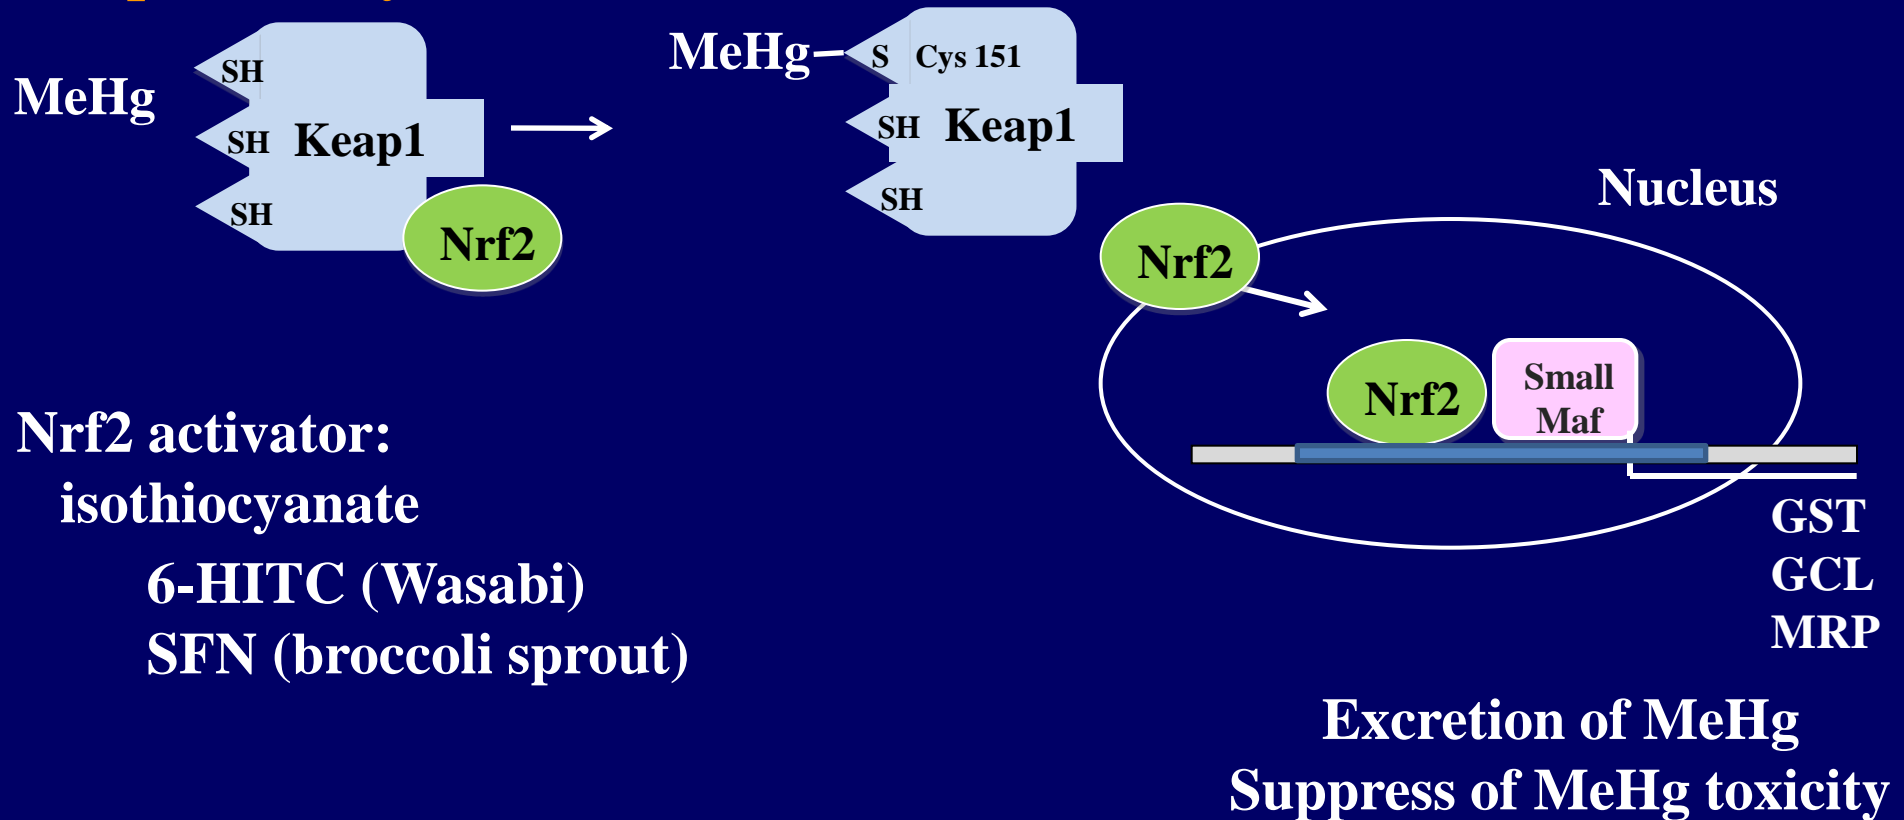 MeHg
SH
SH
SH
Keap1
Nrf2
MeHg
S
Cys 151
SH
SH
Keap1
Nucleus
Nrf2
Nrf2
Small
Maf
GST
GCL
MRP
Excretion of MeHg
Suppress of MeHg toxicity
Nrf2 activator:
isothiocyanate
6-HITC (Wasabi)
SFN (broccoli sprout)